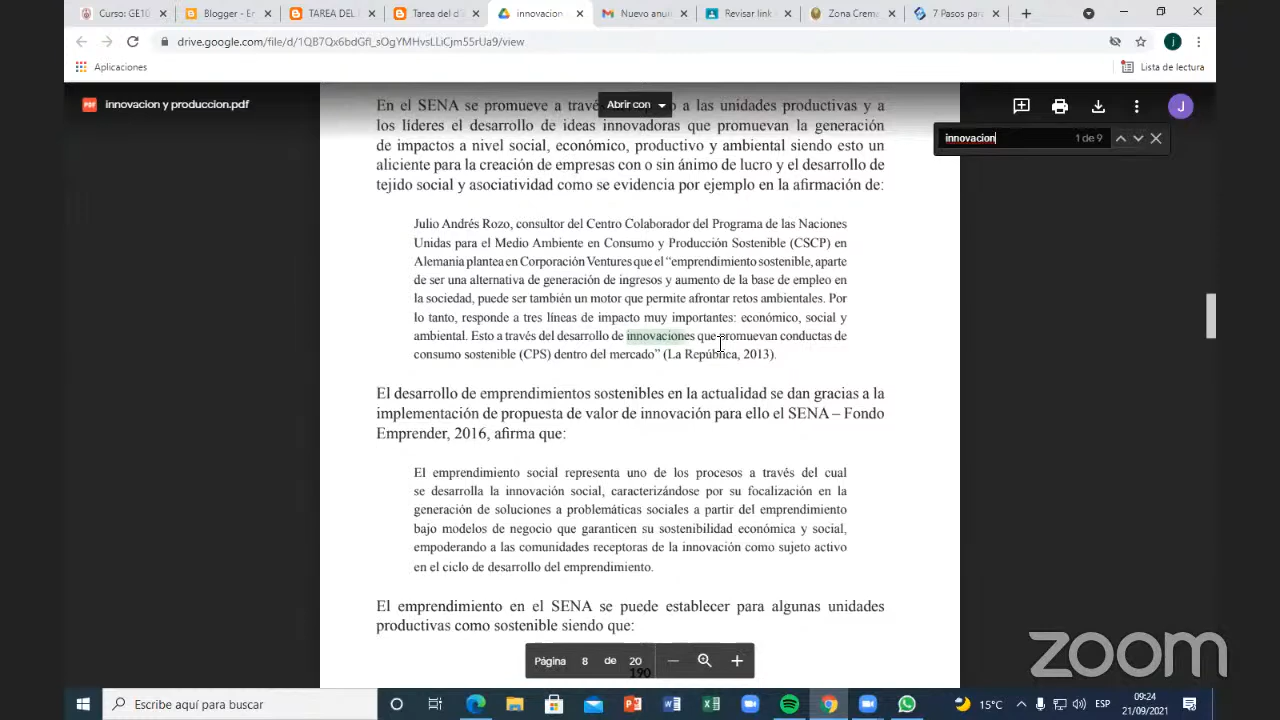 Curso: GE10
Blogger - Er
TAREA DEL
Tarea del d
innovacion
Nuevo anui
Revisar link
Zona Creme
7 Pasos para
drive.google.com/file/d/1QB7Qx6bdGfl_sOgYMHvsLLiCjm55rUa9/view
Aplicaciones
Lista de lectura
PDF innovacion y produccion.pdf
Abrir con
J
innovacion 1 de 9
En el SENA se promueve a travé o a las unidades productivas y a
los líderes el desarrollo de ideas innovadoras que promuevan la generación
de impactos a nivel social, económico, productivo y ambiental siendo esto un
aliciente para la creación de empresas con o sin ánimo de lucro y el desarrollo de
tejido social y asociatividad como se evidencia por ejemplo en la afirmación de:
Julio Andrés Rozo, consultor del Centro Colaborador del Programa de las Naciones
Unidas para el Medio Ambiente en Consumo y Producción Sostenible (CSCP) en
Alemania plantea en Corporación Ventures que el “emprendimiento sostenible, aparte
de ser una alternativa de generación de ingresos y aumento de la base de empleo en
la sociedad, puede ser también un motor que permite afrontar retos ambientales. Por
lo tanto, responde a tres líneas de impacto muy importantes: económico, social y
ambiental. Esto a través del desarrollo de innovaciones que promuevan conductas de
consumo sostenible (CPS) dentro del mercado” (La República, 2013).
El desarrollo de emprendimientos sostenibles en la actualidad se dan gracias a la
implementación de propuesta de valor de innovación para ello el SENA – Fondo
Emprender, 2016, afirma que:
El emprendimiento social representa uno de los procesos a través del cual
se desarrolla la innovación social, caracterizándose por su focalización en la
generación de soluciones a problemáticas sociales a partir del emprendimiento
bajo modelos de negocio que garanticen su sostenibilidad económica y social,
empoderando a las comunidades receptoras de la innovación como sujeto activo
en el ciclo de desarrollo del emprendimiento.
El emprendimiento en el SENA se puede establecer para algunas unidades
productivas como sostenible siendo que:
Página 8 de 20
190
zoom
Escribe aquí para buscar
15°C
ESP
09:24
21/09/2021